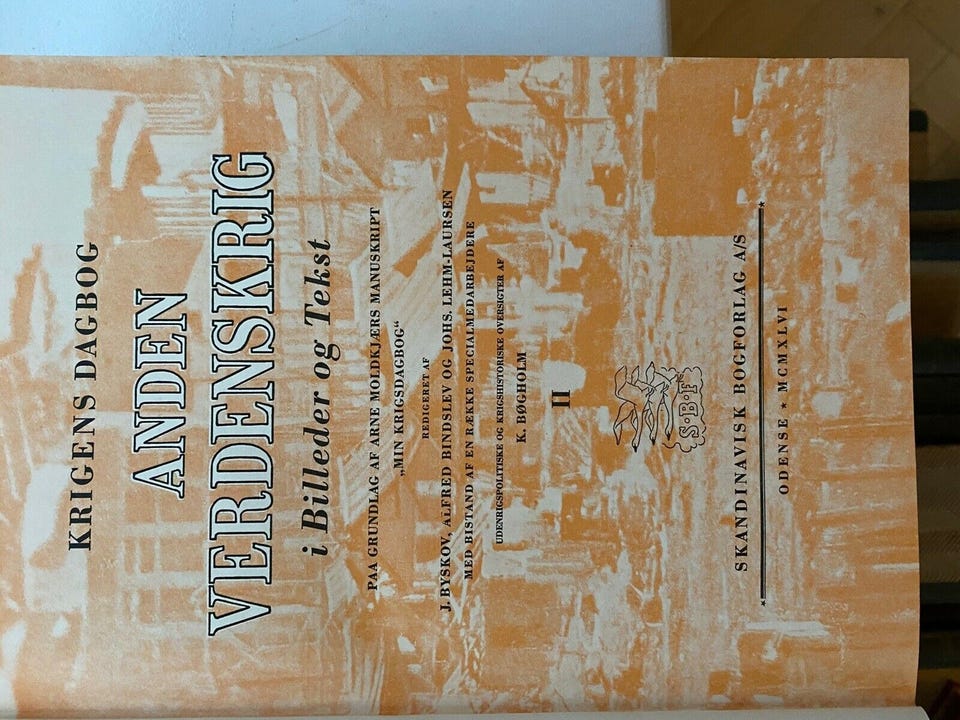 KRIGENS DAGBOG
ANDEN
VERDENSKRIG
i Billeder og Tekst
PAA GRUNDLAG AF ARNE MOLDKJÆRS MANUSKRIPT
„MIN KRIGSDAGBOG“
REDIGERET AF
J. BYSKOV, ALFRED BINDSLEV OG JOHS. LEHM-LAURSEN
MED BISTAND AF EN RÆKKE SPECIALMEDARBEJDERE
UDENRIGSPOLITISKE OG KRIGSHISTORISKE OVERSIGTER AF
K. BØGHOLM
II
S·B·F
SKANDINAVISK BOGFORLAG A/S
ODENSE ★ MCMXLVI